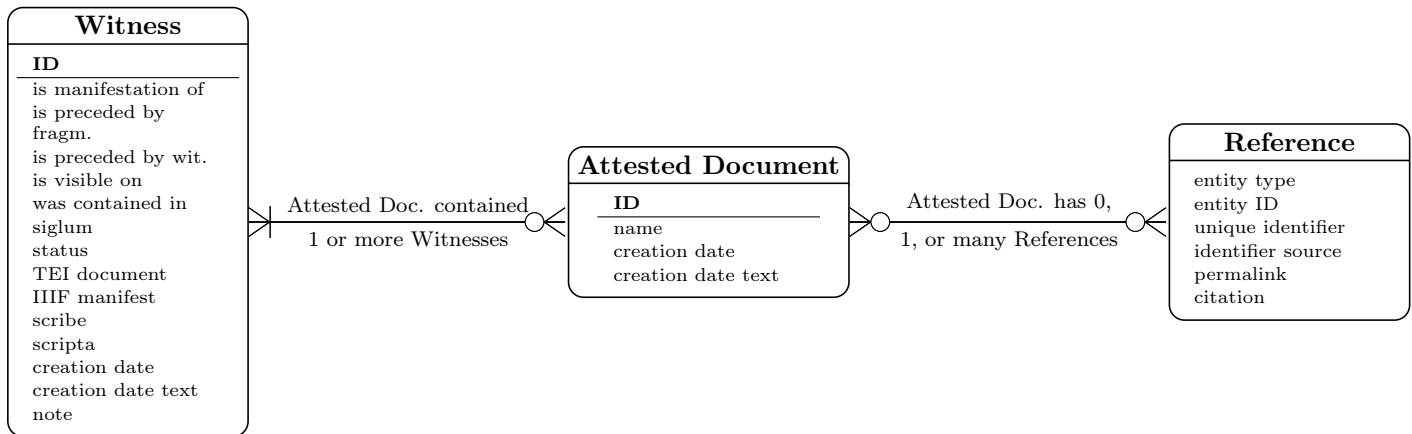 Witness
ID
is manifestation of
is preceded by
fragm.
is preceded by wit.
is visible on
was contained in
siglum
status
TEI document
IIIF manifest
scribe
scripta
creation date
creation date text
note
Attested Doc. contained
1 or more Witnesses
Attested Document
ID
name
creation date
creation date text
Attested Doc. has 0,
1, or many References
Reference
entity type
entity ID
unique identifier
identifier source
permalink
citation